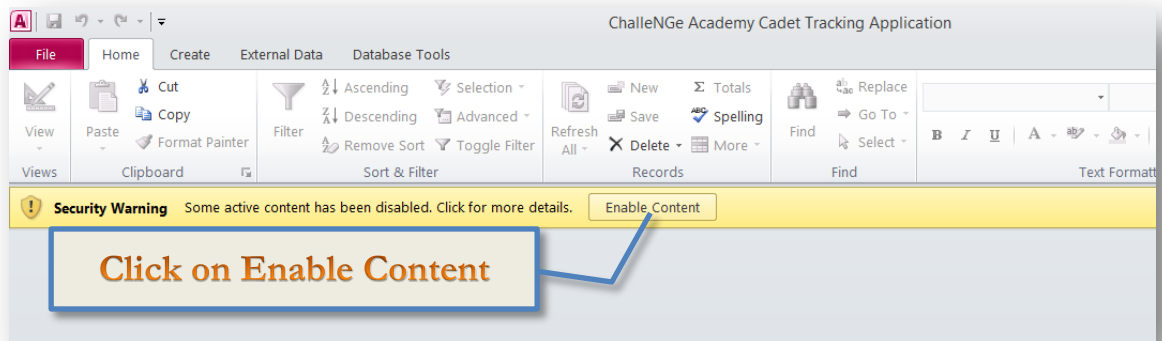 A
ChalleNGe Academy Cadet Tracking Application
File Home Create External Data Database Tools
View
Views
Paste
Cut
Copy
Format Painter
Clipboard
Filter
Ascending
Descending
Remove Sort
Selection
Advanced
Toggle Filter
Sort & Filter
Refresh
All
New
Save
Delete
Totals
Spelling
More
Records
Find
Replace
Go To
Select
Find
B I U A
Text Formatt
Security Warning Some active content has been disabled. Click for more details. Enable Content
Click on Enable Content